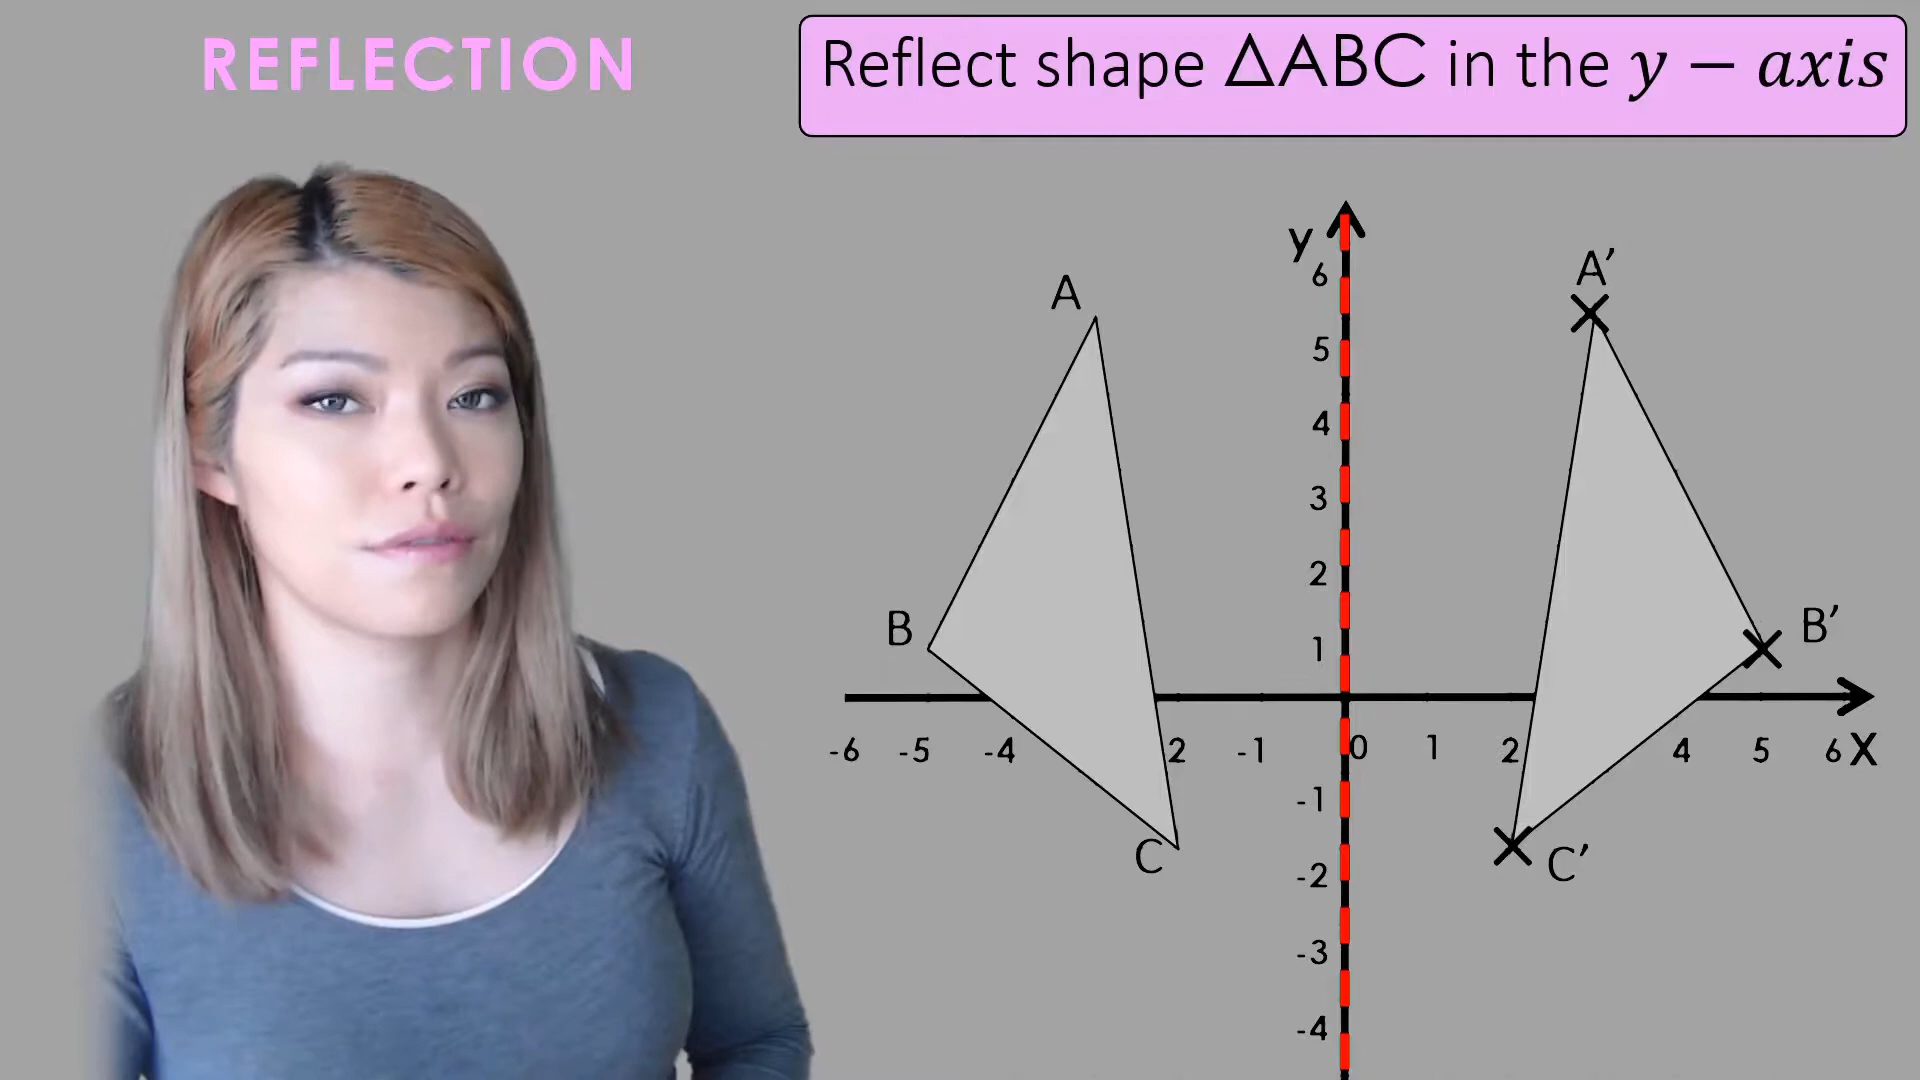 REFLECTION
Reflect shape ΔABC in the y − axis
y
6
A′
A
5
4
3
2
B′
B
1
-6 -5 -4 2 -1 0 1 2 4 5 6 X
-1
C
C′
-2
-3
-4